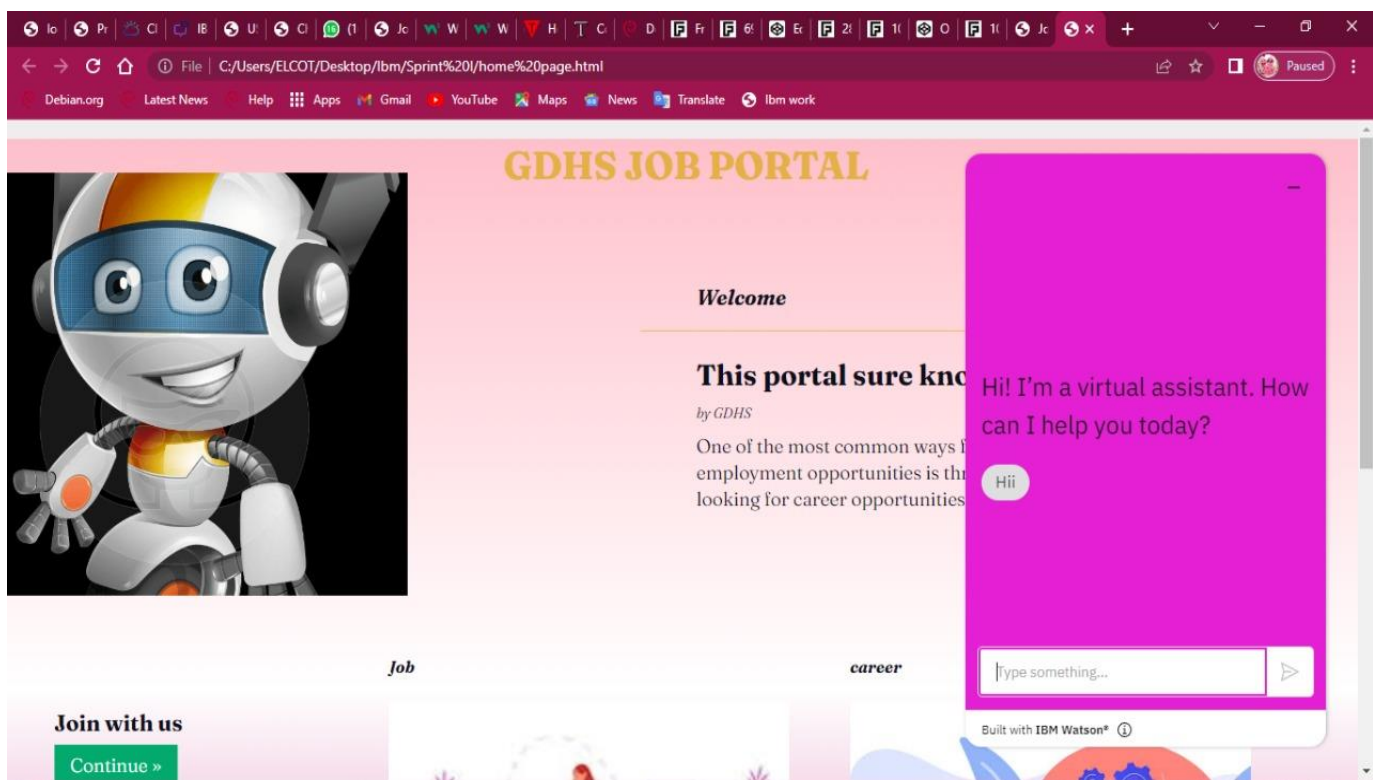 Paused
File | C:/Users/ELCOT/Desktop/Ibm/Sprint%20I/home%20page.html
Debian.org Latest News Help Apps Gmail YouTube Maps News Translate Ibm work
GDHS JOB PORTAL
Welcome
This portal sure
by GDHS
One of the most common ways
employment opportunities is
looking for career opportunities
Hi! I'm a virtual assistant. How
can I help you today?
Hii
Type something...
Built with IBM Watson®
Job
career
Join with us
Continue »